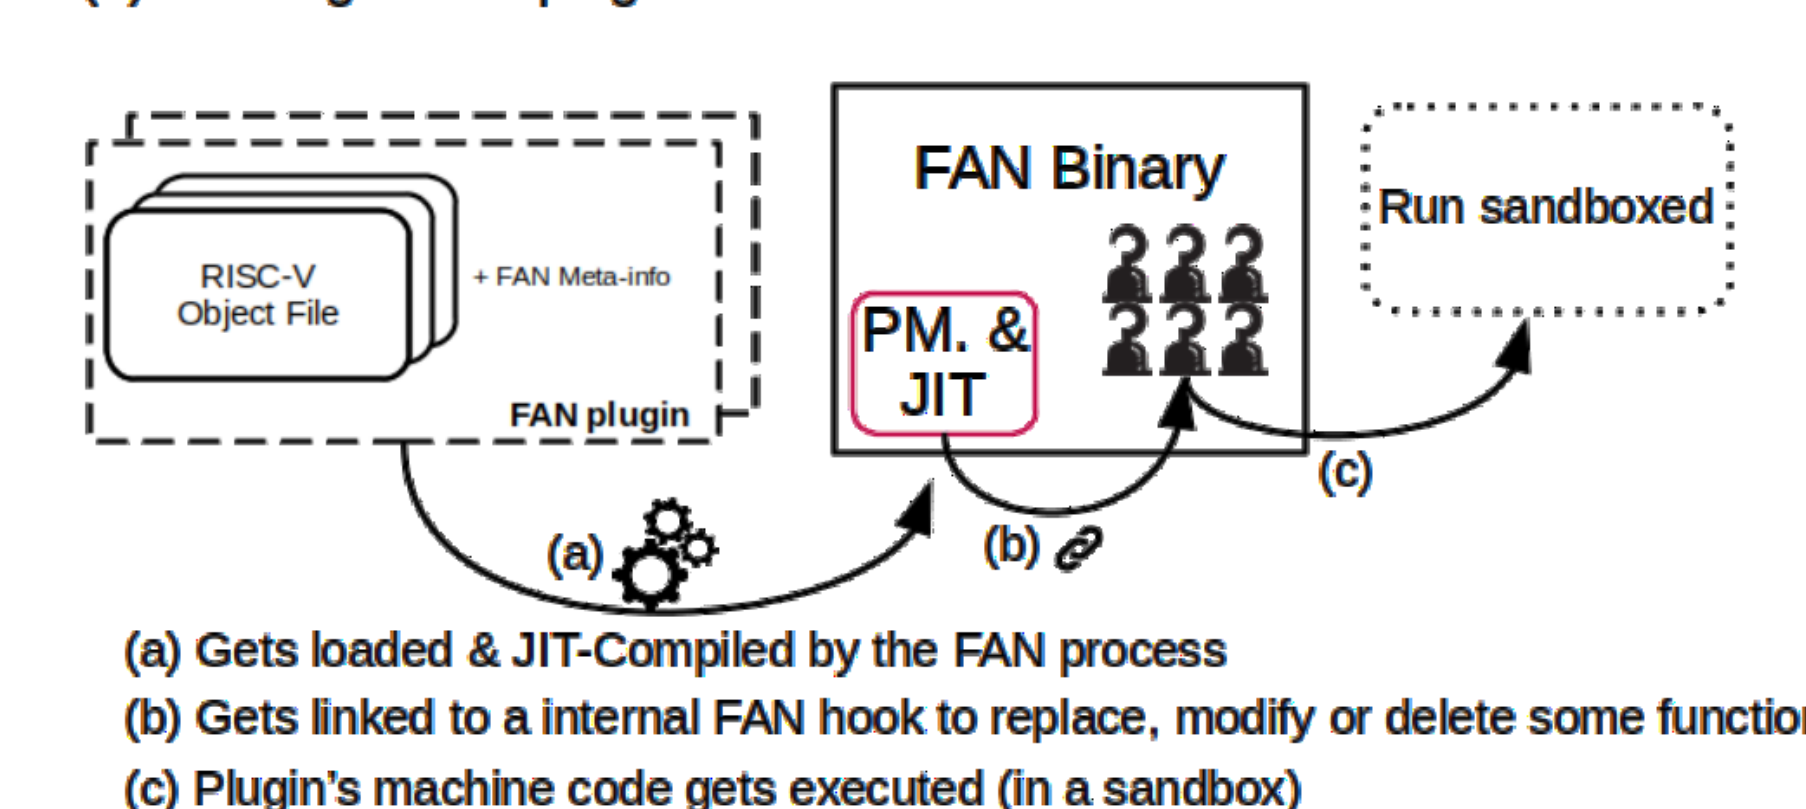 FAN Binary
Run sandboxed
RISC-V
Object File
+ FAN Meta-info
PM. &
JIT
FAN plugin
(a)
(b)
(c)
(a) Gets loaded & JIT-Compiled by the FAN process
(b) Gets linked to a internal FAN hook to replace, modify or delete some
(c) Plugin's machine code gets executed (in a sandbox)